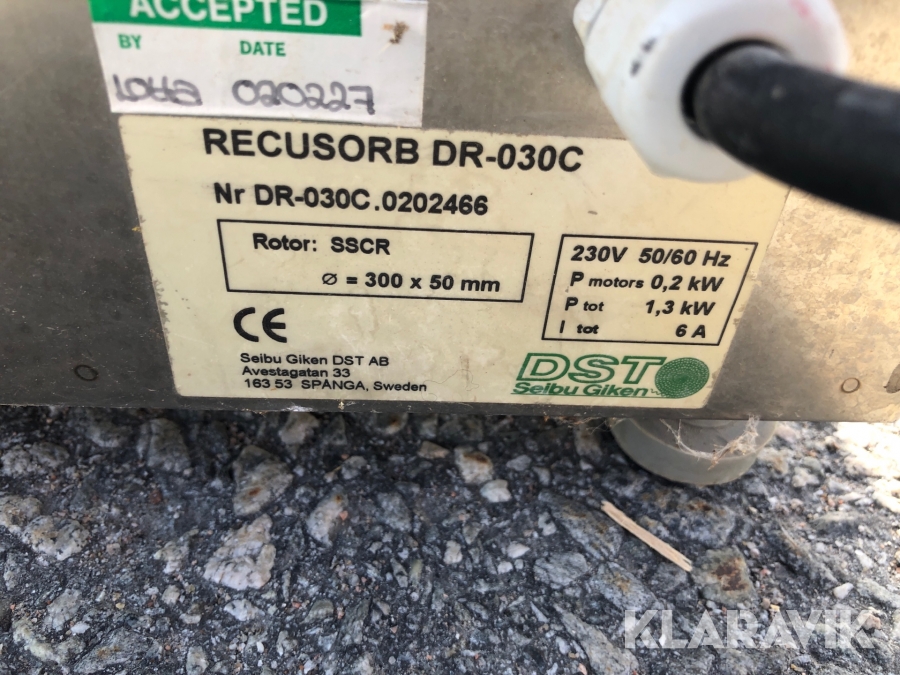 ACCEPTED
BY DATE
Lotta 020227
RECUSORB DR-030C
Nr DR-030C.0202466
Rotor: SSCR
ø = 300 x 50 mm
230V 50/60 Hz
P motors 0,2 kW
P tot 1,3 kW
I tot 6 A
CE
Seibu Giken DST AB
Avestagatan 33
163 53 SPÅNGA, Sweden
DST
Seibu Giken
KLARAVIK